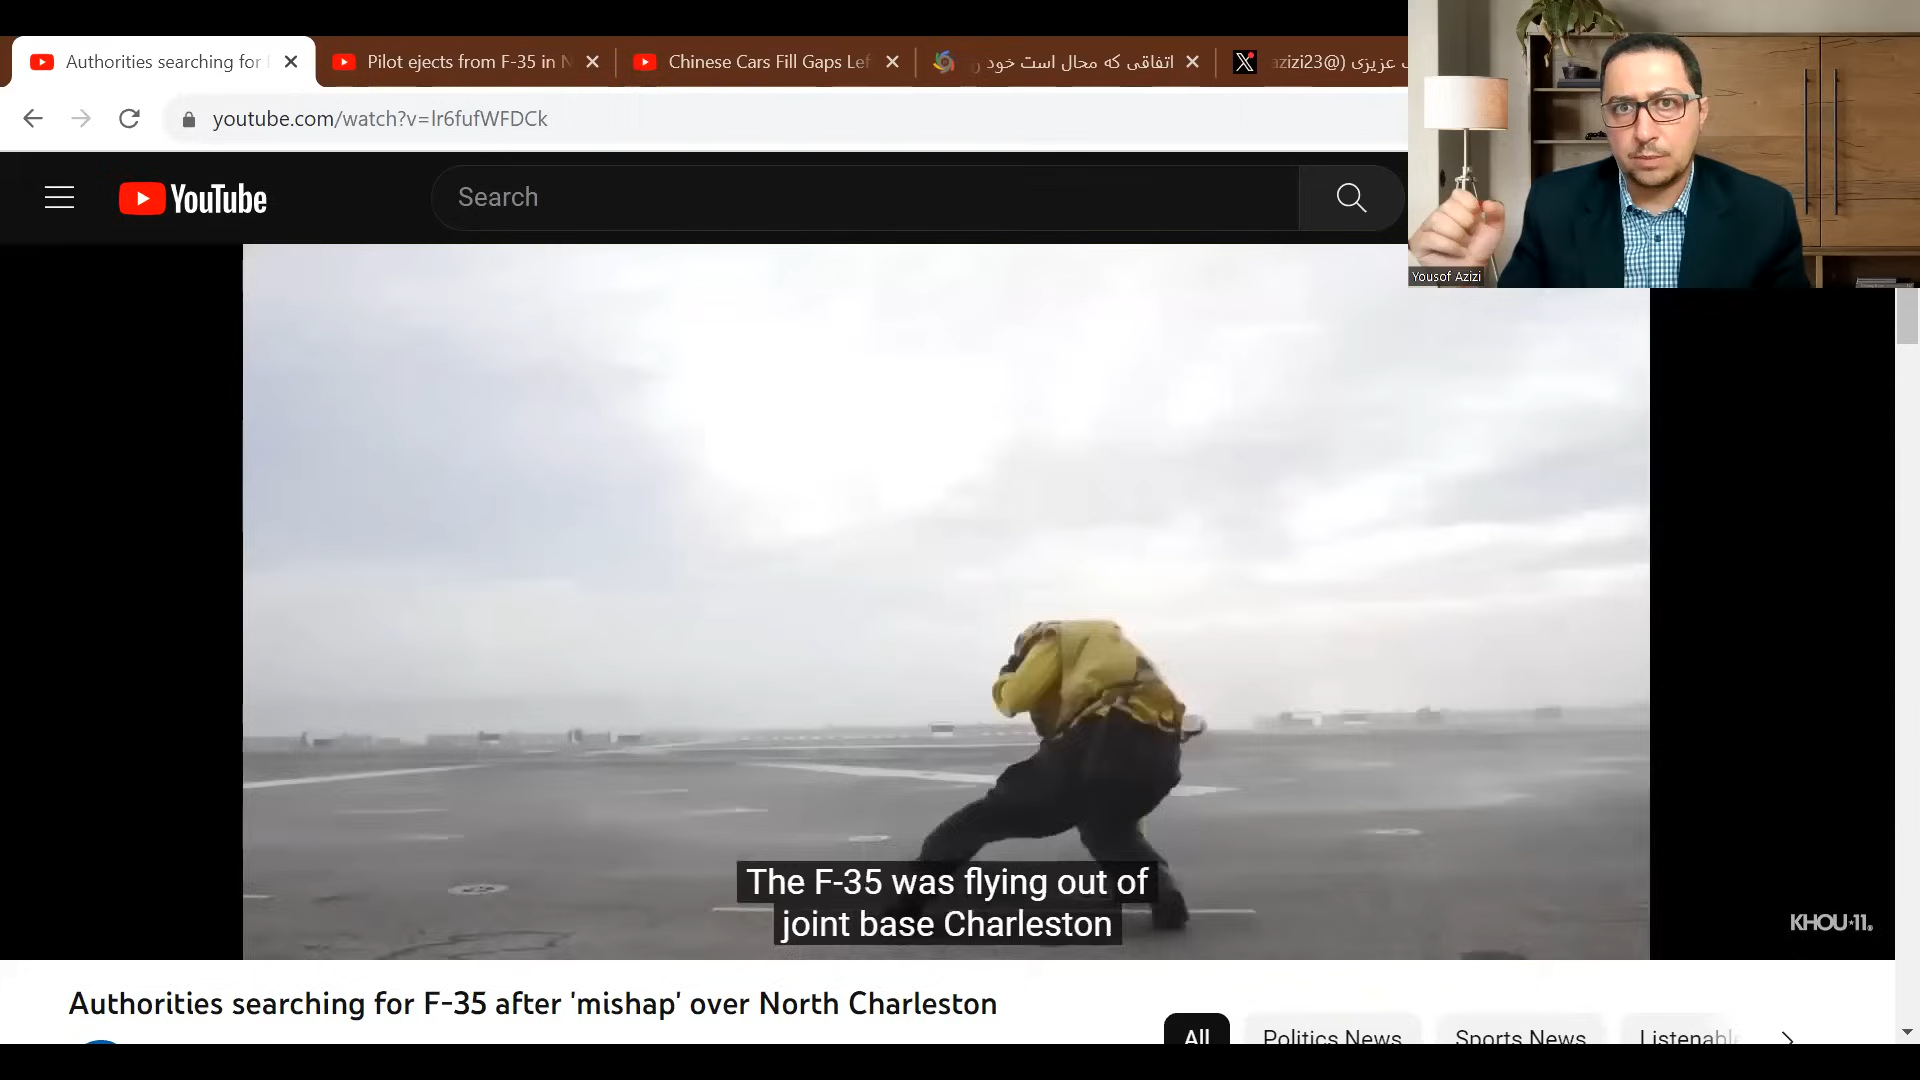 Authorities searching for
Pilot ejects from F-35 in N
Chinese Cars Fill Gaps Lef
اتفاقی که محال است خود
عزیزی (@azizi23
youtube.com/watch?v=Ir6fufWFDCk
YouTube
Search
Yousof Azizi
The F-35 was flying out of
joint base Charleston
KHOU★11.
Authorities searching for F-35 after 'mishap' over North Charleston
All
Politics News
Sports News
Listenabl